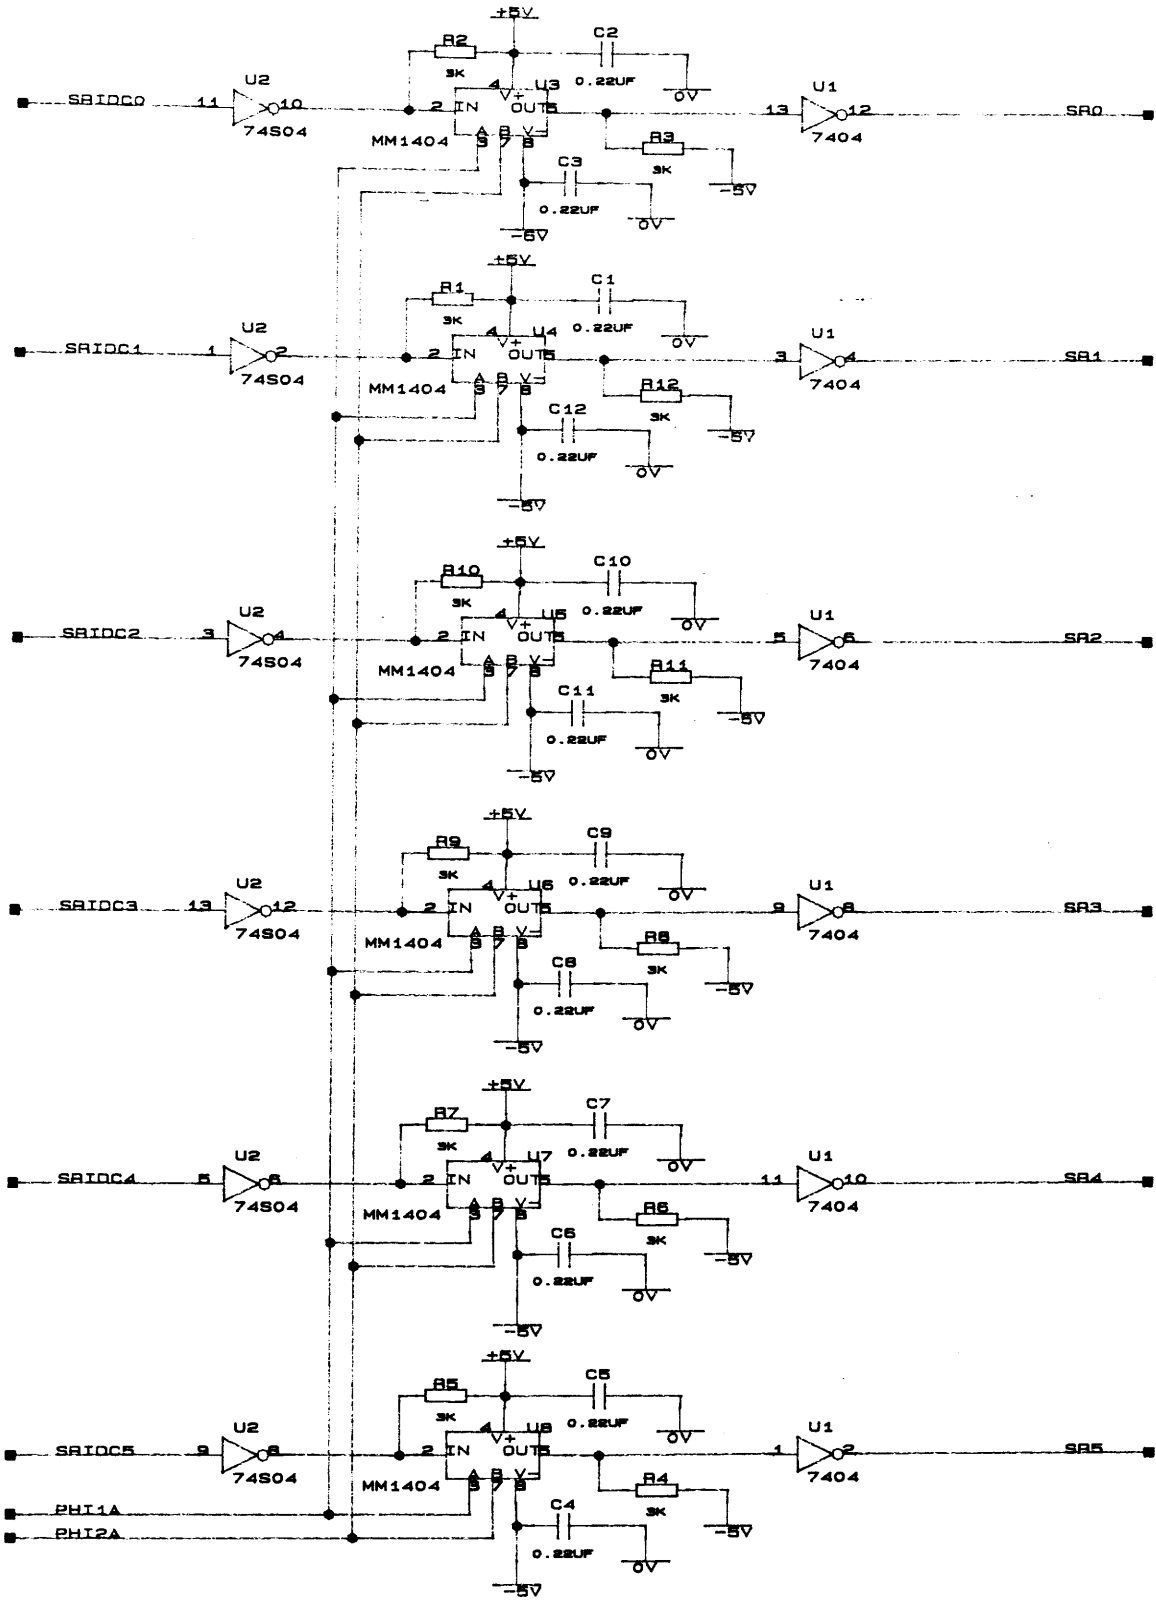 +5V
R2
3K
C2
0.22UF
0V
U2
SRIDC0 11 10
74S04
4 V+ U3
2 IN OUT 5
A B V-
3 7 8
MM1404
U1
13 12 SR0
7404
R3
3K
-5V
C3
0.22UF
0V
-5V
+5V
R1
3K
C1
0.22UF
0V
U2
SRIDC1 1 2
74S04
4 V+ U4
2 IN OUT 5
A B V-
3 7 8
MM1404
U1
3 4 SR1
7404
R12
3K
-5V
C12
0.22UF
0V
-5V
+5V
R10
3K
C10
0.22UF
0V
U2
SRIDC2 3 4
74S04
4 V+ U5
2 IN OUT 5
A B V-
3 7 8
MM1404
U1
5 6 SR2
7404
R11
3K
-5V
C11
0.22UF
0V
-5V
+5V
R9
3K
C9
0.22UF
0V
U2
SRIDC3 13 12
74S04
4 V+ U6
2 IN OUT 5
A B V-
3 7 8
MM1404
U1
9 8 SR3
7404
R8
3K
-5V
C8
0.22UF
0V
-5V
+5V
R7
3K
C7
0.22UF
0V
U2
SRIDC4 5 6
74S04
4 V+ U7
2 IN OUT 5
A B V-
3 7 8
MM1404
U1
11 10 SR4
7404
R6
3K
-5V
C6
0.22UF
0V
-5V
+5V
R5
3K
C5
0.22UF
0V
U2
SRIDC5 9 8
74S04
4 V+ U8
2 IN OUT 5
A B V-
3 7 8
MM1404
U1
1 2 SR5
7404
R4
3K
-5V
PHI1A
C4
0.22UF
0V
PHI2A
-5V